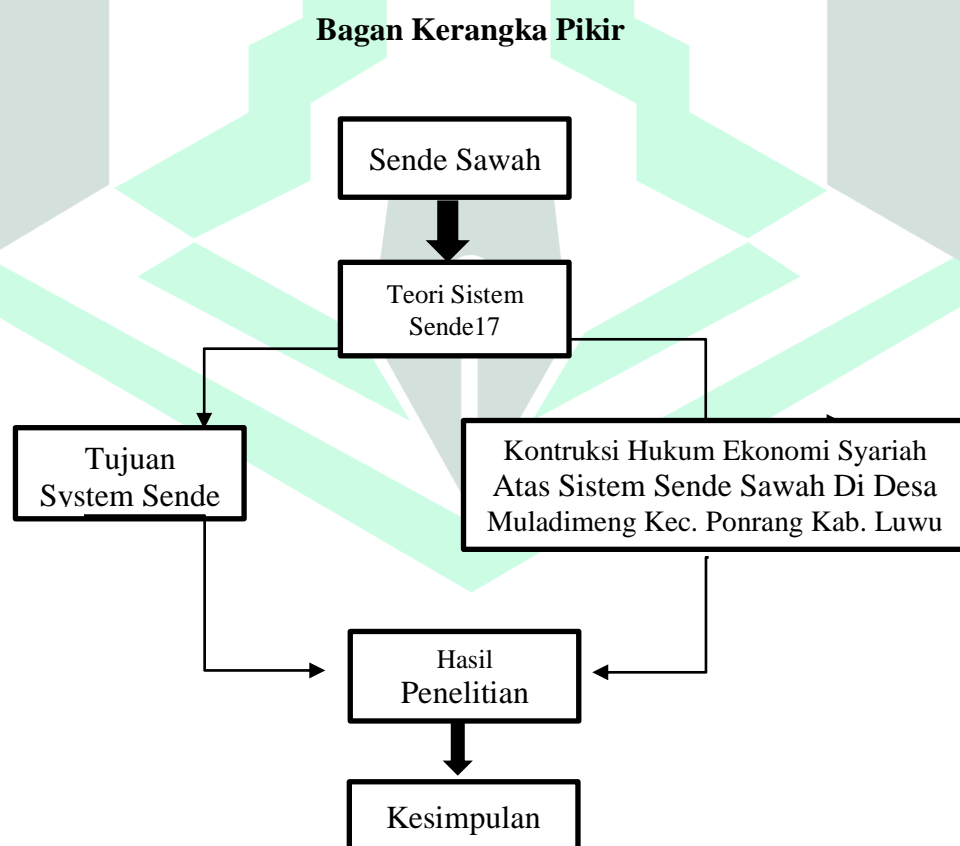 Bagan Kerangka Pikir
Sende Sawah
Teori Sistem
Sende17
Tujuan
System Sende
Kontruksi Hukum Ekonomi Syariah
Atas Sistem Sende Sawah Di Desa
Muladimeng Kec. Ponrang Kab. Luwu
Hasil
Penelitian
Kesimpulan